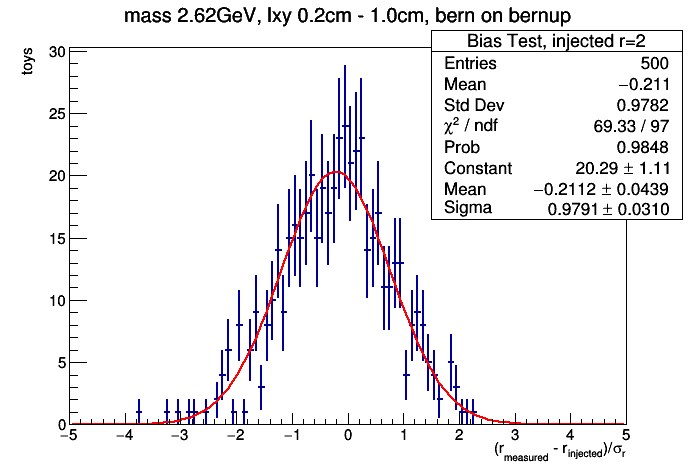 mass 2.62GeV, lxy 0.2cm - 1.0cm, bern on bernup
Bias Test, injected r=2
Entries 500
Mean −0.211
Std Dev 0.9782
χ² / ndf 69.33 / 97
Prob 0.9848
Constant 20.29 ± 1.11
Mean −0.2112 ± 0.0439
Sigma 0.9791 ± 0.0310
toys
30
25
20
15
10
5
0
−5 −4 −3 −2 −1 0 1 2 3 4 5
(r_measured - r_injected)/σ_r